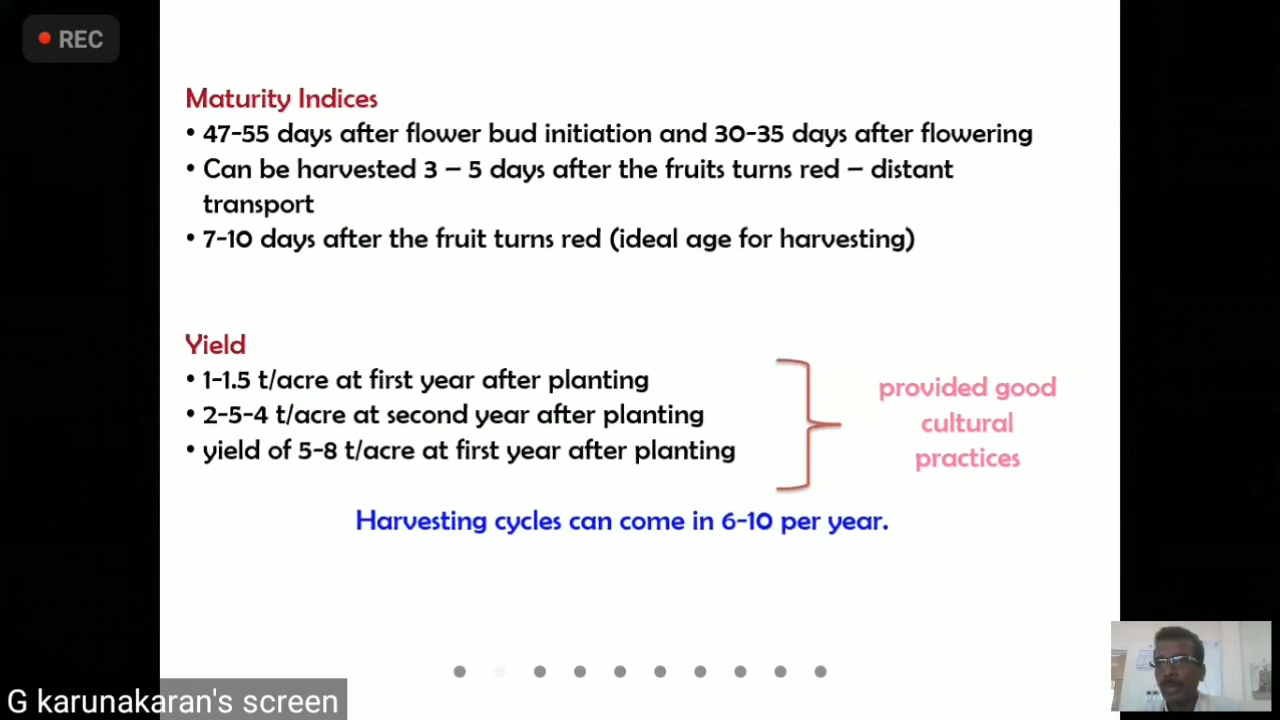 REC
Maturity Indices
• 47-55 days after flower bud initiation and 30-35 days after flowering
• Can be harvested 3 – 5 days after the fruits turns red – distant
transport
• 7-10 days after the fruit turns red (ideal age for harvesting)
Yield
• 1-1.5 t/acre at first year after planting
• 2-5-4 t/acre at second year after planting
• yield of 5-8 t/acre at first year after planting
provided good
cultural
practices
Harvesting cycles can come in 6-10 per year.
G karunakaran's screen